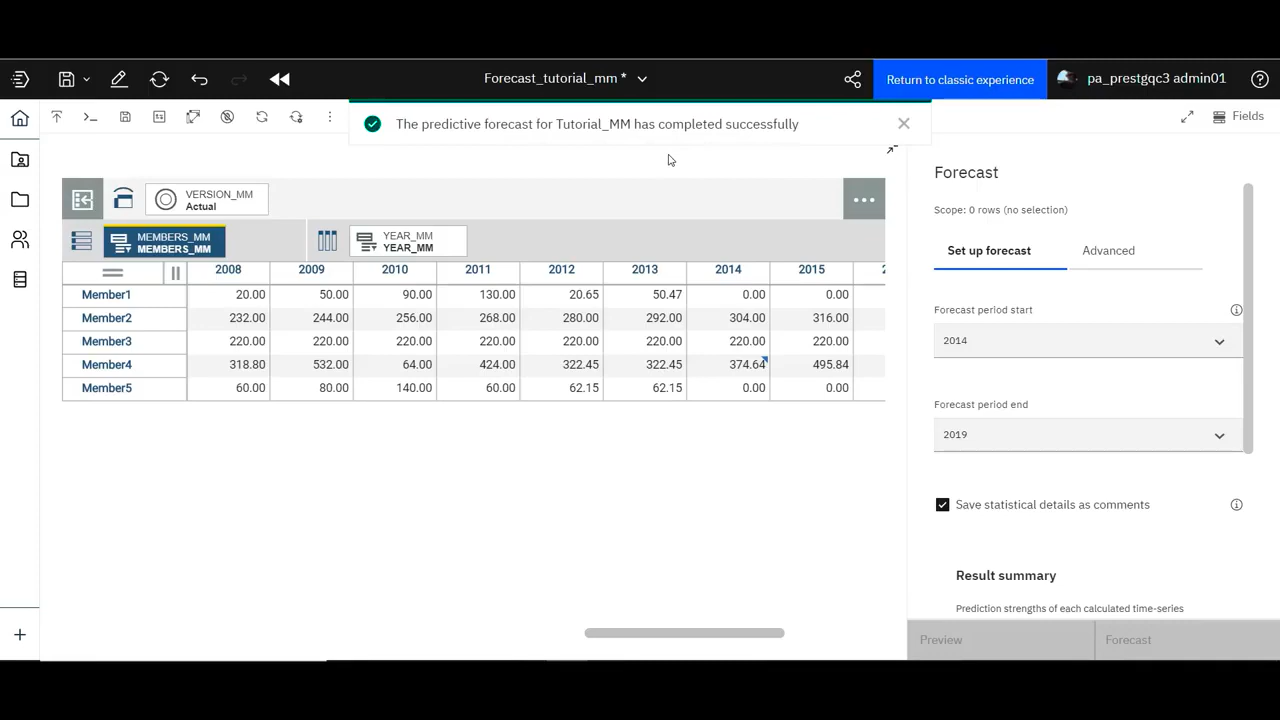 Forecast_tutorial_mm *
Return to classic experience
pa_prestgqc3 admin01
The predictive forecast for Tutorial_MM has completed successfully
Fields
VERSION_MM
Actual
MEMBERS_MM
MEMBERS_MM
YEAR_MM
YEAR_MM
2008 2009 2010 2011 2012 2013 2014 2015
Member1 20.00 50.00 90.00 130.00 20.65 50.47 0.00 0.00
Member2 232.00 244.00 256.00 268.00 280.00 292.00 304.00 316.00
Member3 220.00 220.00 220.00 220.00 220.00 220.00 220.00 220.00
Member4 318.80 532.00 64.00 424.00 322.45 322.45 374.64 495.84
Member5 60.00 80.00 140.00 60.00 62.15 62.15 0.00 0.00
Forecast
Scope: 0 rows (no selection)
Set up forecast Advanced
Forecast period start
2014
Forecast period end
2019
Save statistical details as comments
Result summary
Prediction strengths of each calculated time-series
Preview Forecast